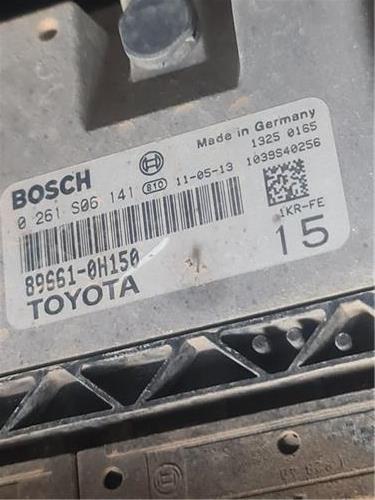 Made in Germany
BOSCH
1325 0165
0 261 S06 141 810 11-05-13 1039S40256
89661-0H150
1KR-FE
TOYOTA
15